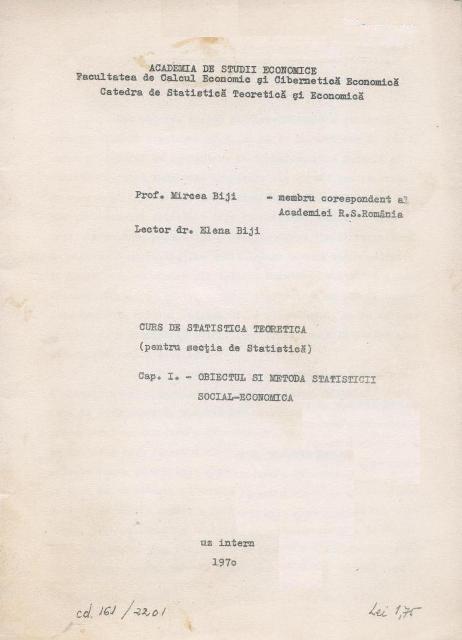 ACADEMIA DE STUDII ECONOMICE
Facultatea de Calcul Economic şi Cibernetică Economică
Catedra de Statistică Teoretică şi Economică
Prof. Mircea Biji - membru corespondent al
Academiei R.S.România
Lector dr. Elena Biji
CURS DE STATISTICA TEORETICA
(pentru secţia de Statistică)
Cap. I. - OBIECTUL SI METODA STATISTICII
SOCIAL-ECONOMICA
uz intern
1970
cd. 161 / 2201 Lei 1,75